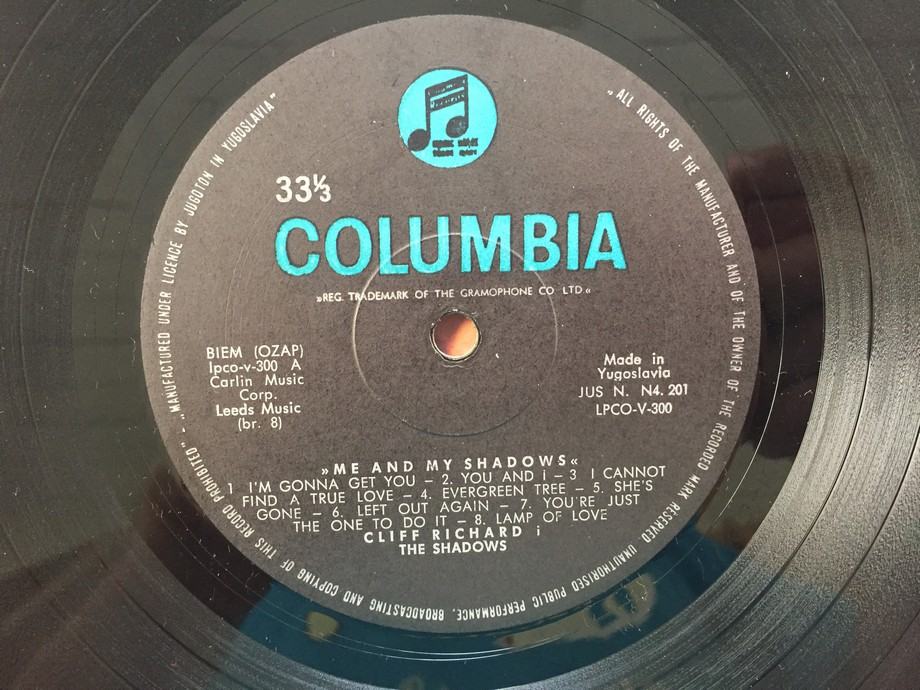 33⅓
COLUMBIA
»REG. TRADEMARK OF THE GRAMOPHONE CO LTD«
BIEM (OZAP)
lpco-v-300 A
Carlin Music
Corp.
Leeds Music
(br. 8)
Made in
Yugoslavia
JUS N. N4. 201
LPCO-V-300
»ME AND MY SHADOWS«
1 I'M GONNA GET YOU – 2. YOU AND i – 3. I CANNOT
FIND A TRUE LOVE – 4. EVERGREEN TREE – 5. SHE'S
GONE – 6. LEFT OUT AGAIN – 7. YOU'RE JUST
THE ONE TO DO IT – 8. LAMP OF LOVE
CLIFF RICHARD i
THE SHADOWS
„ALL RIGHTS OF THE MANUFACTURER AND OF THE OWNER OF THE RECORDED MARK RESERVED UNAUTHORISED PUBLIC PERFORMANCE, BROADCASTING AND COPYING OF THIS RECORD PROHIBITED" – „MANUFACTURED UNDER LICENCE BY JUGOTON IN YUGOSLAVIA"